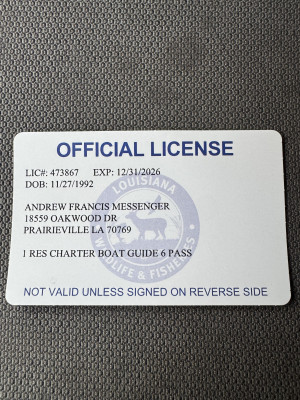 OFFICIAL LICENSE
LIC#: 473867 EXP: 12/31/2026
DOB: 11/27/1992
LOUISIANA
ANDREW FRANCIS MESSENGER
18559 OAKWOOD DR
PRAIRIEVILLE LA 70769
1 RES CHARTER BOAT GUIDE 6 PASS
WILDLIFE & FISHERIES
NOT VALID UNLESS SIGNED ON REVERSE SIDE